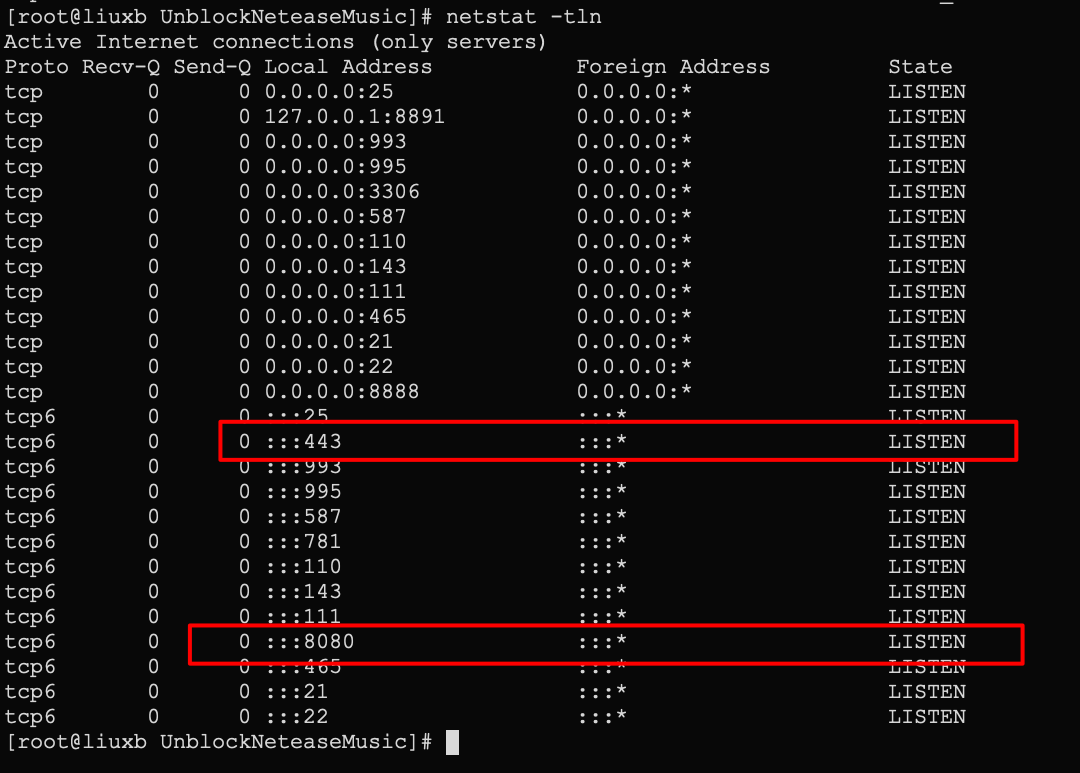 [root@liuxb UnblockNeteaseMusic]# netstat -tln
Active Internet connections (only servers)
Proto Recv-Q Send-Q Local Address Foreign Address State
tcp 0 0 0.0.0.0:25 0.0.0.0:* LISTEN
tcp 0 0 127.0.0.1:8891 0.0.0.0:* LISTEN
tcp 0 0 0.0.0.0:993 0.0.0.0:* LISTEN
tcp 0 0 0.0.0.0:995 0.0.0.0:* LISTEN
tcp 0 0 0.0.0.0:3306 0.0.0.0:* LISTEN
tcp 0 0 0.0.0.0:587 0.0.0.0:* LISTEN
tcp 0 0 0.0.0.0:110 0.0.0.0:* LISTEN
tcp 0 0 0.0.0.0:143 0.0.0.0:* LISTEN
tcp 0 0 0.0.0.0:111 0.0.0.0:* LISTEN
tcp 0 0 0.0.0.0:465 0.0.0.0:* LISTEN
tcp 0 0 0.0.0.0:21 0.0.0.0:* LISTEN
tcp 0 0 0.0.0.0:22 0.0.0.0:* LISTEN
tcp 0 0 0.0.0.0:8888 0.0.0.0:* LISTEN
tcp6 0 0 :::25 :::* LISTEN
tcp6 0 0 :::443 :::* LISTEN
tcp6 0 0 :::993 :::* LISTEN
tcp6 0 0 :::995 :::* LISTEN
tcp6 0 0 :::587 :::* LISTEN
tcp6 0 0 :::781 :::* LISTEN
tcp6 0 0 :::110 :::* LISTEN
tcp6 0 0 :::143 :::* LISTEN
tcp6 0 0 :::111 :::* LISTEN
tcp6 0 0 :::8080 :::* LISTEN
tcp6 0 0 :::465 :::* LISTEN
tcp6 0 0 :::21 :::* LISTEN
tcp6 0 0 :::22 :::* LISTEN
[root@liuxb UnblockNeteaseMusic]#